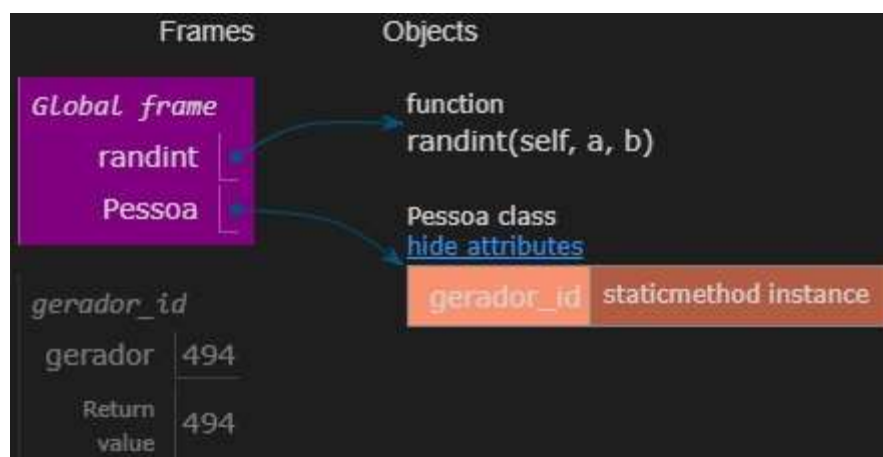 Frames Objects
Global frame
randint
Pessoa
function
randint(self, a, b)
Pessoa class
hide attributes
gerador_id staticmethod instance
gerador_id
gerador 494
Return
value 494